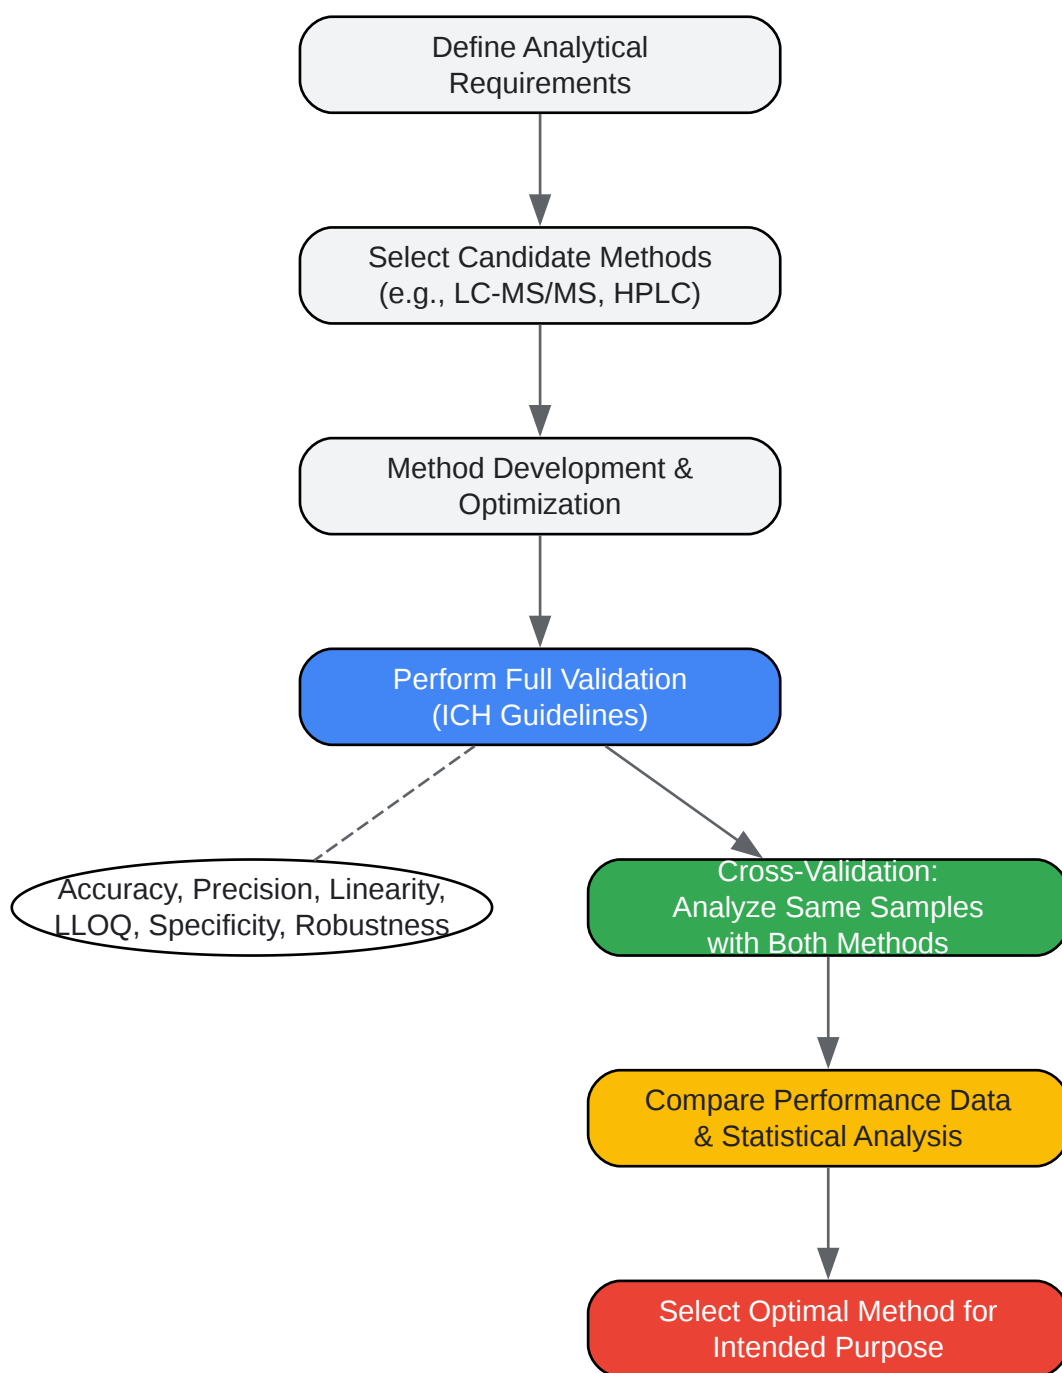 Define Analytical
Requirements
Select Candidate Methods
(e.g., LC-MS/MS, HPLC)
Method Development &
Optimization
Perform Full Validation
(ICH Guidelines)
Accuracy, Precision, Linearity,
LLOQ, Specificity, Robustness
Cross-Validation:
Analyze Same Samples
with Both Methods
Compare Performance Data
& Statistical Analysis
Select Optimal Method for
Intended Purpose